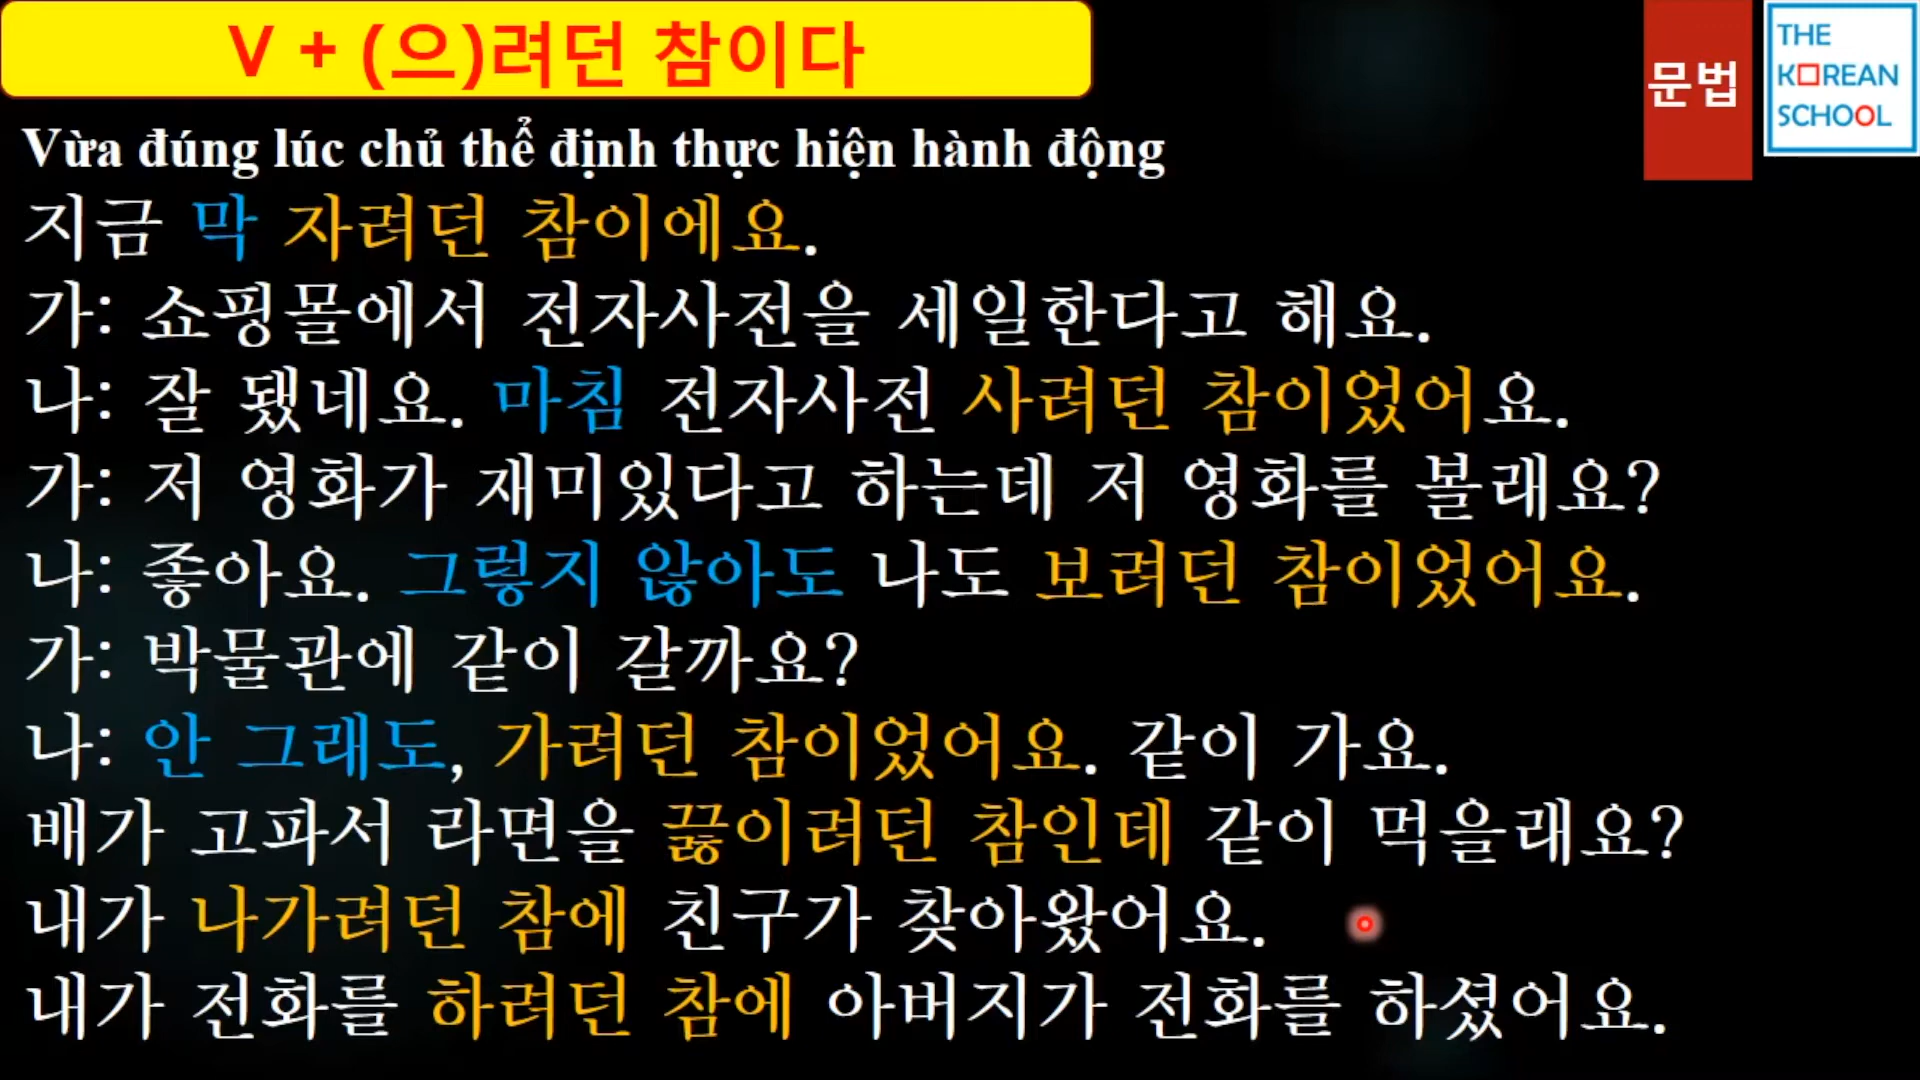 V + (으)려던 참이다
문법
THE
KOREAN
SCHOOL
Vừa đúng lúc chủ thể định thực hiện hành động
지금 막 자려던 참이에요.
가: 쇼핑몰에서 전자사전을 세일한다고 해요.
나: 잘 됐네요. 마침 전자사전 사려던 참이었어요.
가: 저 영화가 재미있다고 하는데 저 영화를 볼래요?
나: 좋아요. 그렇지 않아도 나도 보려던 참이었어요.
가: 박물관에 같이 갈까요?
나: 안 그래도, 가려던 참이었어요. 같이 가요.
배가 고파서 라면을 끓이려던 참인데 같이 먹을래요?
내가 나가려던 참에 친구가 찾아왔어요.
내가 전화를 하려던 참에 아버지가 전화를 하셨어요.